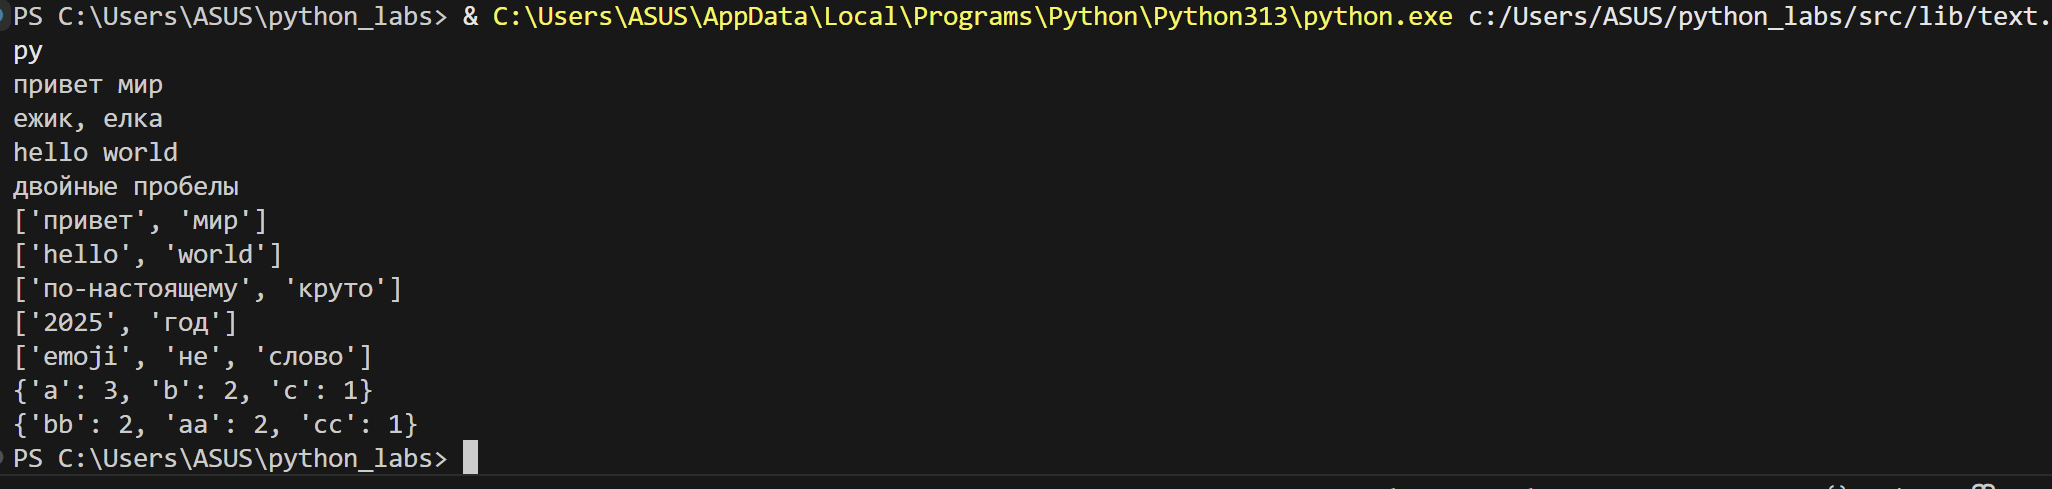 PS C:\Users\ASUS\python_labs> & C:\Users\ASUS\AppData\Local\Programs\Python\Python313\python.exe c:/Users/ASUS/python_labs/src/lib/text.
py
привет мир
ежик, елка
hello world
двойные пробелы
['привет', 'мир']
['hello', 'world']
['по-настоящему', 'круто']
['2025', 'год']
['emoji', 'не', 'слово']
{'a': 3, 'b': 2, 'c': 1}
{'bb': 2, 'aa': 2, 'cc': 1}
PS C:\Users\ASUS\python_labs>